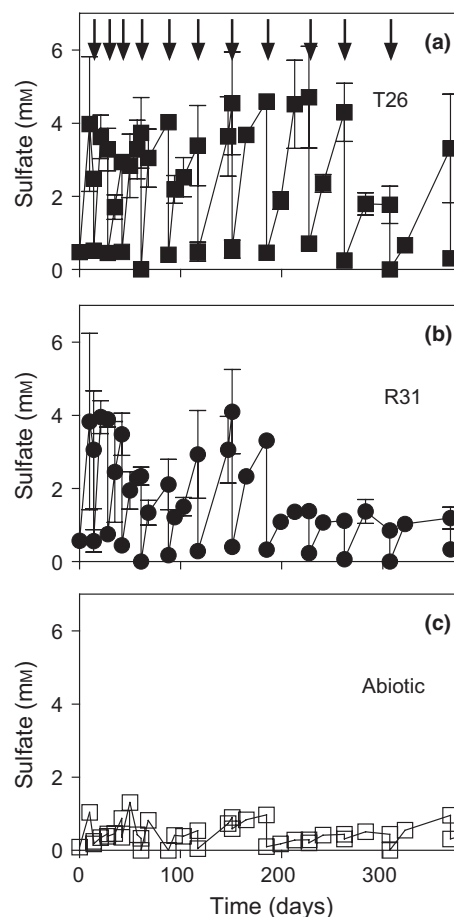 (a)
T26
6
4
2
0
Sulfate (mM)
(b)
R31
6
4
2
0
Sulfate (mM)
(c)
Abiotic
6
4
2
0
Sulfate (mM)
0 100 200 300
Time (days)